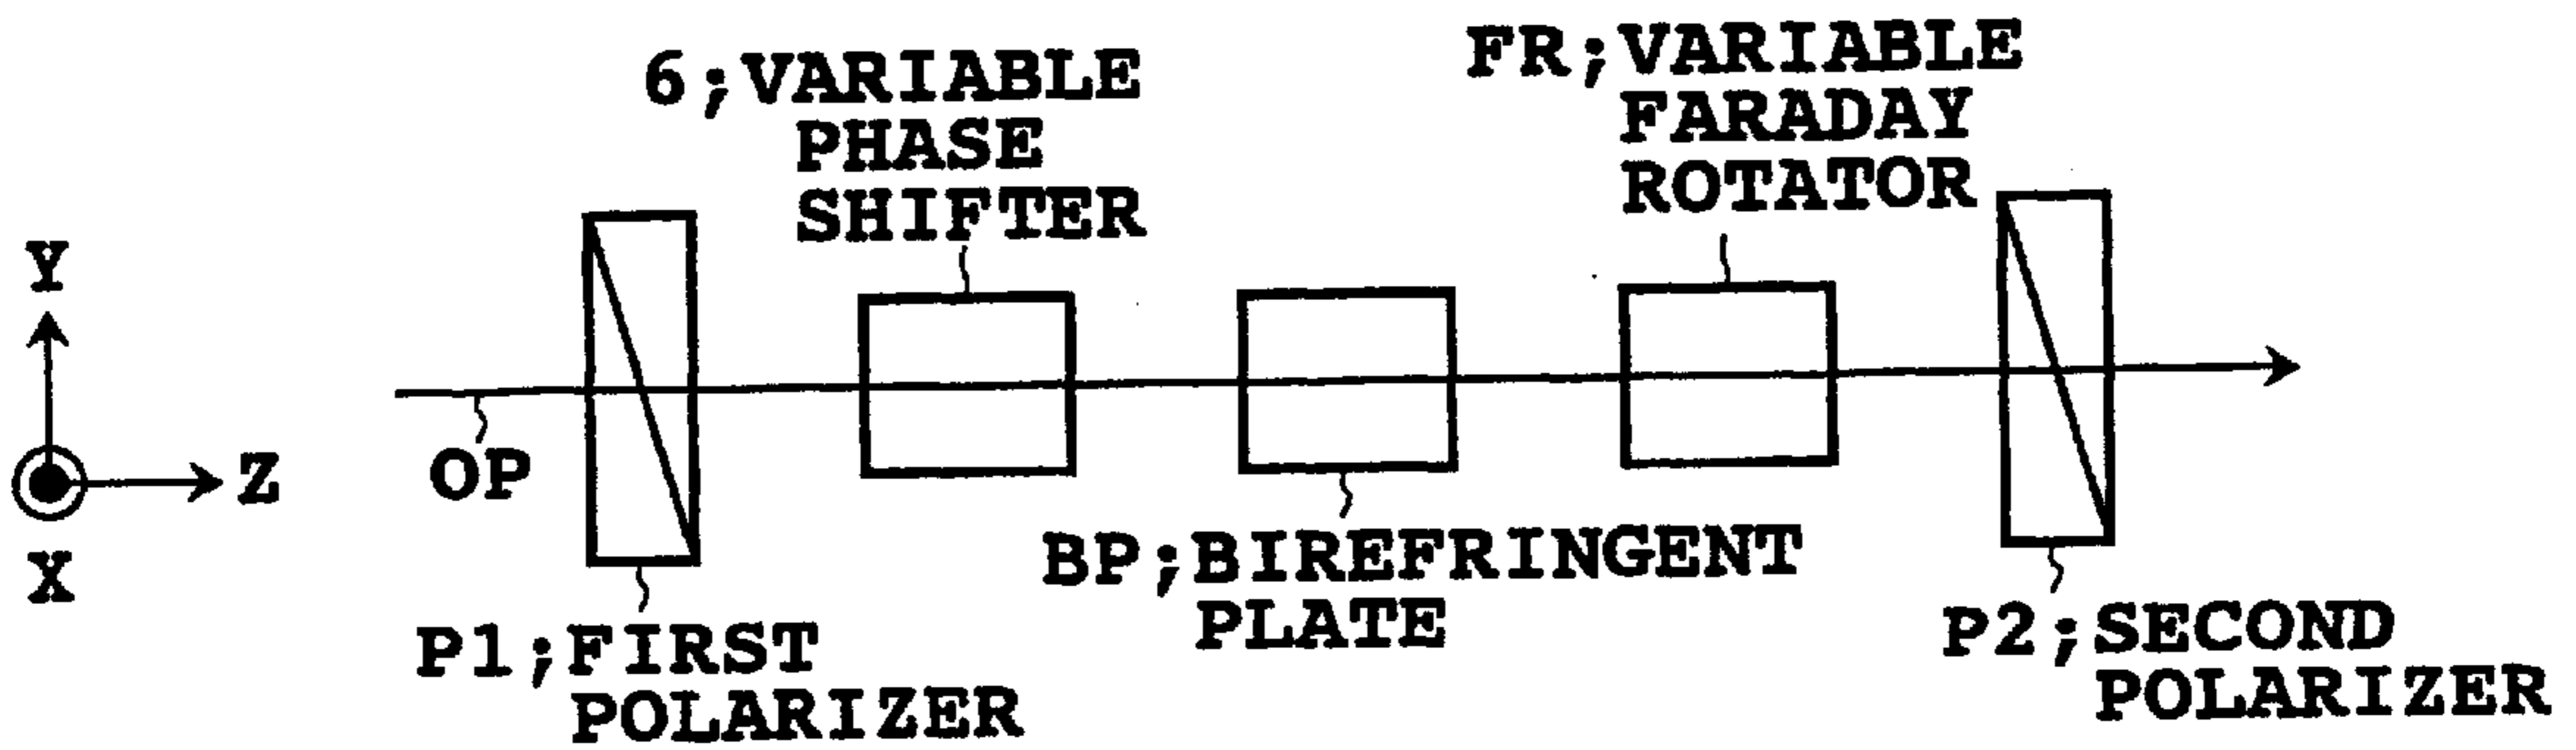 6;VARIABLE
PHASE
SHIFTER
FR;VARIABLE
FARADAY
ROTATOR
Y
Z
X
OP
P1;FIRST
POLARIZER
BP;BIREFRINGENT
PLATE
P2;SECOND
POLARIZER